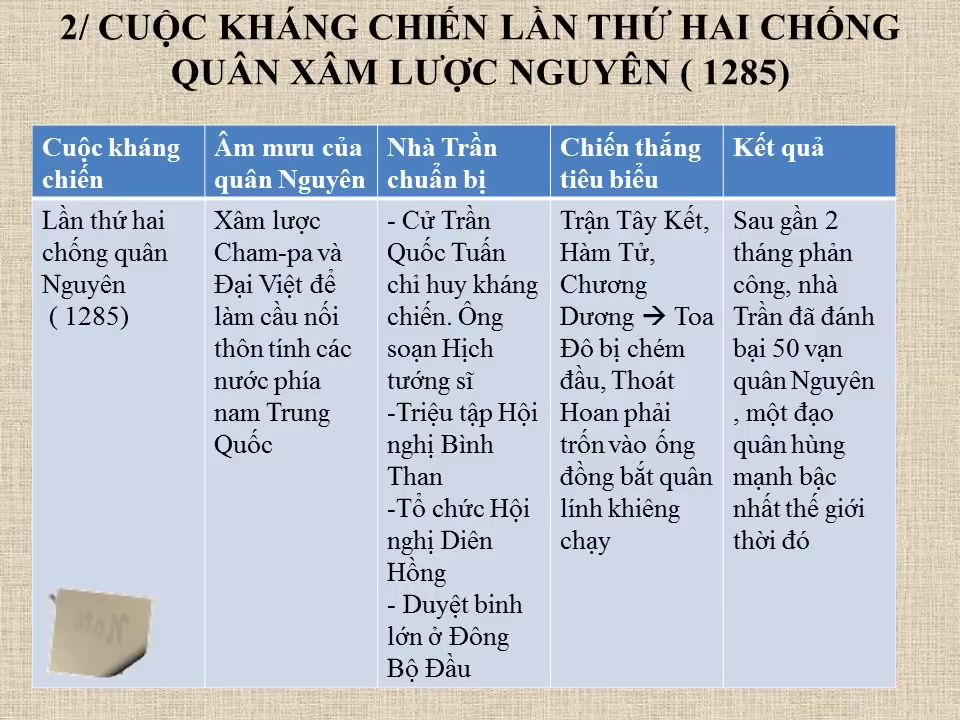 2/ CUỘC KHÁNG CHIẾN LẦN THỨ HAI CHỐNG
QUÂN XÂM LƯỢC NGUYÊN ( 1285)
Cuộc kháng
chiến
Âm mưu của
quân Nguyên
Nhà Trần
chuẩn bị
Chiến thắng
tiêu biểu
Kết quả
Lần thứ hai
chống quân
Nguyên
( 1285)
Xâm lược
Cham-pa và
Đại Việt để
làm cầu nối
thôn tính các
nước phía
nam Trung
Quốc
- Cử Trần
Quốc Tuấn
chỉ huy kháng
chiến. Ông
soạn Hịch
tướng sĩ
-Triệu tập Hội
nghị Bình
Than
-Tổ chức Hội
nghị Diên
Hồng
- Duyệt binh
lớn ở Đông
Bộ Đầu
Trận Tây Kết,
Hàm Tử,
Chương
Dương → Toa
Đô bị chém
đầu, Thoát
Hoan phải
trốn vào ống
đồng bắt quân
lính khiêng
chạy
Sau gần 2
tháng phản
công, nhà
Trần đã đánh
bại 50 vạn
quân Nguyên
, một đạo
quân hùng
mạnh bậc
nhất thế giới
thời đó
Note